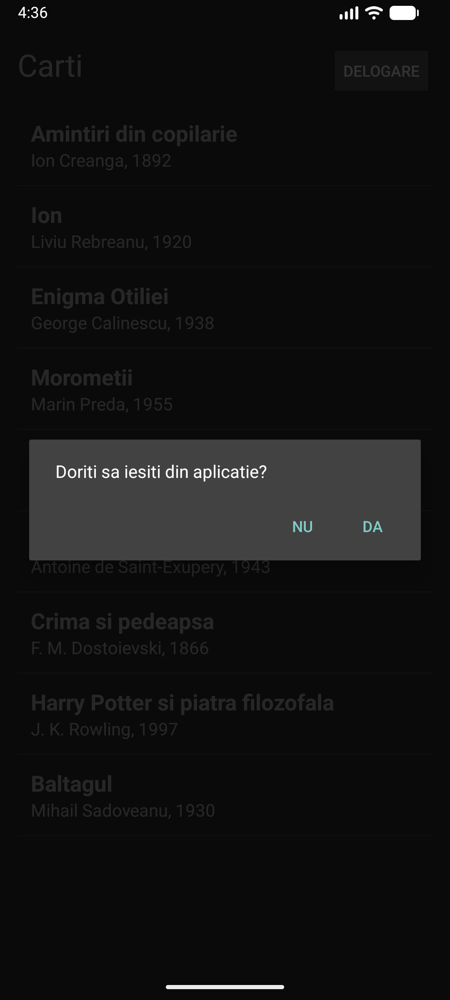 4:36
Carti
DELOGARE
Amintiri din copilarie
Ion Creanga, 1892
Ion
Liviu Rebreanu, 1920
Enigma Otiliei
George Calinescu, 1938
Morometii
Marin Preda, 1955
Doriti sa iesiti din aplicatie?
NU DA
Antoine de Saint-Exupery, 1943
Crima si pedeapsa
F. M. Dostoievski, 1866
Harry Potter si piatra filozofala
J. K. Rowling, 1997
Baltagul
Mihail Sadoveanu, 1930